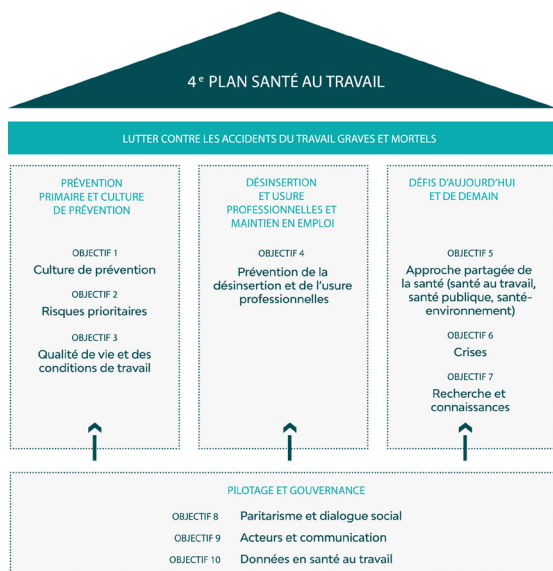 4e PLAN SANTÉ AU TRAVAIL
LUTTER CONTRE LES ACCIDENTS DU TRAVAIL GRAVES ET MORTELS
PRÉVENTION
PRIMAIRE ET CULTURE
DE PRÉVENTION
OBJECTIF 1
Culture de prévention
OBJECTIF 2
Risques prioritaires
OBJECTIF 3
Qualité de vie et des
conditions de travail
DÉSINSERTION
ET USURE
PROFESSIONNELLES ET
MAINTIEN EN EMPLOI
OBJECTIF 4
Prévention de la
désinsertion et de l'usure
professionnelles
DÉFIS D'AUJOURD'HUI
ET DE DEMAIN
OBJECTIF 5
Approche partagée de
la santé (santé au travail,
santé publique, santé-
environnement)
OBJECTIF 6
Crises
OBJECTIF 7
Recherche et
connaissances
PILOTAGE ET GOUVERNANCE
OBJECTIF 8 Paritarisme et dialogue social
OBJECTIF 9 Acteurs et communication
OBJECTIF 10 Données en santé au travail